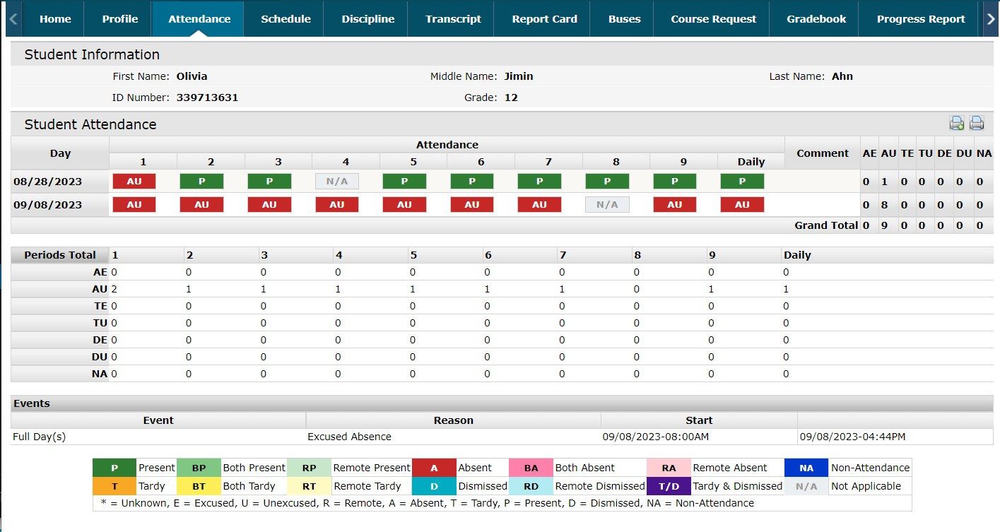 Home Profile Attendance Schedule Discipline Transcript Report Card Buses Course Request Gradebook Progress Report
Student Information
First Name: Olivia Middle Name: Jimin Last Name: Ahn
ID Number: 339713631 Grade: 12
Student Attendance
Day Attendance Comment AE AU TE TU DE DU NA
1 2 3 4 5 6 7 8 9 Daily
08/28/2023 AU P P N/A P P P P P P 0 1 0 0 0 0 0
09/08/2023 AU AU AU AU AU AU AU N/A AU AU 0 8 0 0 0 0 0
Grand Total 0 9 0 0 0 0 0
Periods Total 1 2 3 4 5 6 7 8 9 Daily
AE 0 0 0 0 0 0 0 0 0 0
AU 2 1 1 1 1 1 1 0 1 1
TE 0 0 0 0 0 0 0 0 0 0
TU 0 0 0 0 0 0 0 0 0 0
DE 0 0 0 0 0 0 0 0 0 0
DU 0 0 0 0 0 0 0 0 0 0
NA 0 0 0 0 0 0 0 0 0 0
Events
Event Reason Start
Full Day(s) Excused Absence 09/08/2023-08:00AM 09/08/2023-04:44PM
P Present BP Both Present RP Remote Present A Absent BA Both Absent RA Remote Absent NA Non-Attendance
T Tardy BT Both Tardy RT Remote Tardy D Dismissed RD Remote Dismissed T/D Tardy & Dismissed N/A Not Applicable
* = Unknown, E = Excused, U = Unexcused, R = Remote, A = Absent, T = Tardy, P = Present, D = Dismissed, NA = Non-Attendance